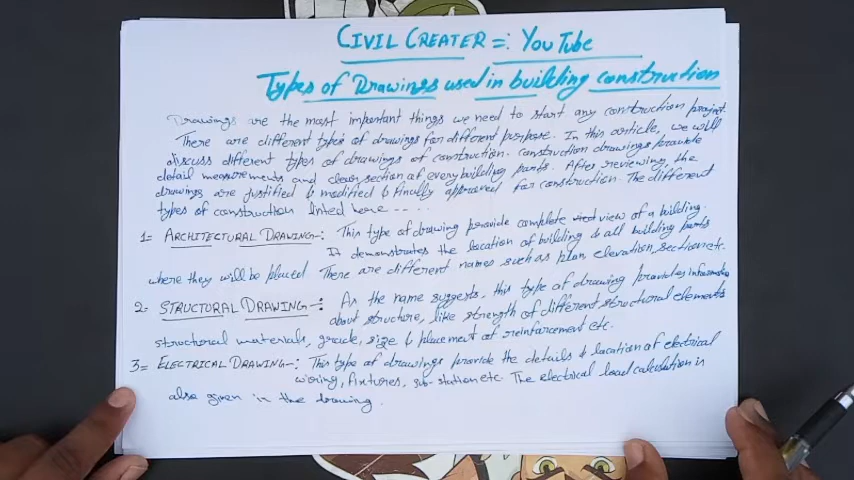 CIVIL CREATER =: YouTube
Types of Drawings used in building construction
Drawings are the most important things we need to start any construction project.
There are different types of drawings for different purpose. In this article, we will
discuss different types of drawings of construction. Construction drawings provide
detail measurements and clear section of every building parts. After reviewing, the
drawings are justified & modified & finally approved for construction. The different
types of construction listed here ....
1= ARCHITECTURAL DRAWING-: This type of drawing provide complete view of a building.
It demonstrates the location of building & all building parts
where they will be placed. There are different names such as plan, elevation, section etc.
2= STRUCTURAL DRAWING-: As the name suggests, this type of drawing provides information
about structure, like strength of different structural elements
structural materials, grade, size & placement of reinforcement etc.
3= ELECTRICAL DRAWING-: This type of drawings provide the details & location of electrical
wiring, fixtures, sub-station etc. The electrical load calculation is
also given in the drawing.